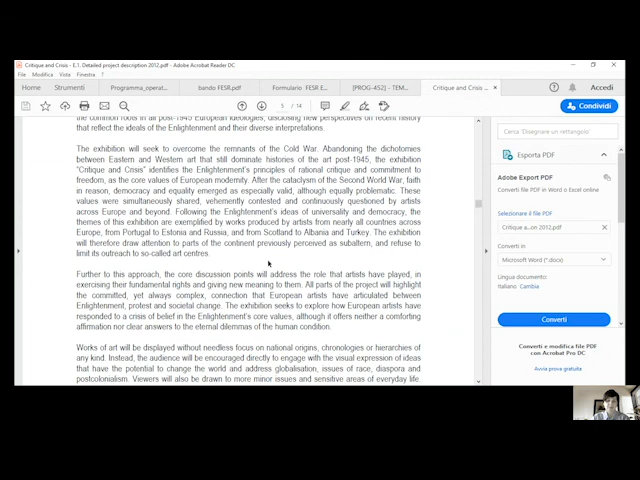 Critique and Crisis - E.1. Detailed project description 2012.pdf - Adobe Acrobat Reader DC
File Modifica Vista Finestra ?
Home Strumenti Programma_operat... bando FESR.pdf Formulario FESR E... [PROG-452] - TEM... Critique and Crisis ... × Accedi
5 / 14 Condividi
the common roots in all post-1945 European ideologies, disclosing new perspectives on recent history
that reflect the ideals of the Enlightenment and their diverse interpretations.
The exhibition will seek to overcome the remnants of the Cold War. Abandoning the dichotomies
between Eastern and Western art that still dominate histories of the art post-1945, the exhibition
"Critique and Crisis" identifies the Enlightenment's principles of rational critique and commitment to
freedom, as the core values of European modernity. After the cataclysm of the Second World War, faith
in reason, democracy and equality emerged as especially valid, although equally problematic. These
values were simultaneously shared, vehemently contested and continuously questioned by artists
across Europe and beyond. Following the Enlightenment's ideas of universality and democracy, the
themes of this exhibition are exemplified by works produced by artists from nearly all countries across
Europe, from Portugal to Estonia and Russia, and from Scotland to Albania and Turkey. The exhibition
will therefore draw attention to parts of the continent previously perceived as subaltern, and refuse to
limit its outreach to so-called art centres.
Further to this approach, the core discussion points will address the role that artists have played, in
exercising their fundamental rights and giving new meaning to them. All parts of the project will highlight
the committed, yet always complex, connection that European artists have articulated between
Enlightenment, protest and societal change. The exhibition seeks to explore how European artists have
responded to a crisis of belief in the Enlightenment's core values, although it offers neither a comforting
affirmation nor clear answers to the eternal dilemmas of the human condition.
Works of art will be displayed without needless focus on national origins, chronologies or hierarchies of
any kind. Instead, the audience will be encouraged directly to engage with the visual expression of ideas
that have the potential to change the world and address globalisation, issues of race, diaspora and
postcolonialism. Viewers will also be drawn to more minor issues and sensitive areas of everyday life.
Cerca 'Disegnare un rettangolo'
Esporta PDF
Adobe Export PDF
Converti file PDF in Word o Excel online
Selezionare il file PDF
Critique a...on 2012.pdf ×
Converti in
Microsoft Word (*.docx)
Lingua documento:
Italiano Cambia
Converti
Converti e modifica file PDF
con Acrobat Pro DC
Avvia prova gratuita